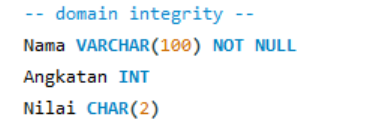 -- domain integrity --
Nama VARCHAR(100) NOT NULL
Angkatan INT
Nilai CHAR(2)